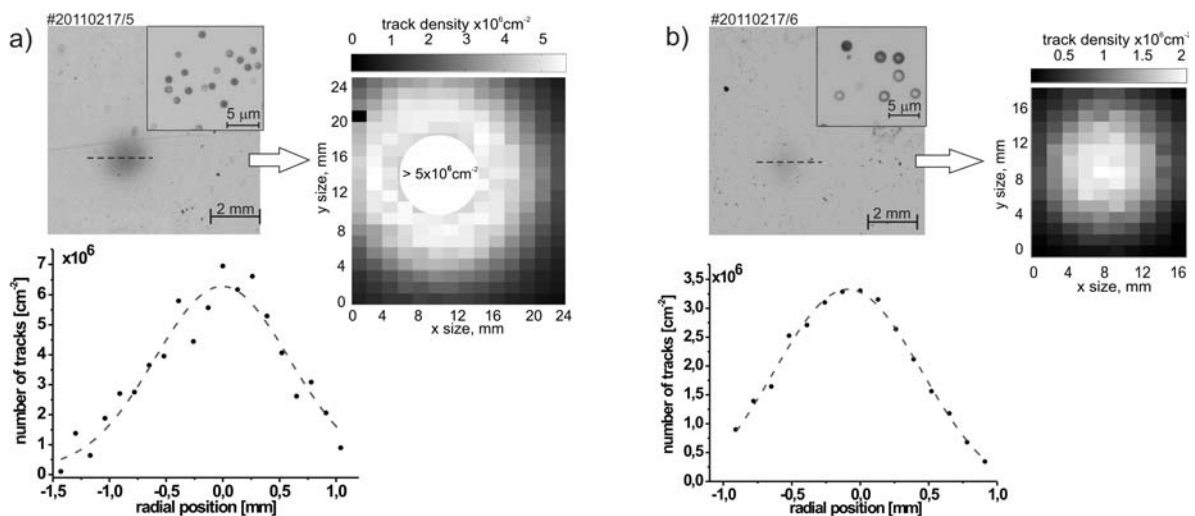 #20110217/5
a)
5 μm
2 mm
track density x10⁶cm⁻²
0 1 2 3 4 5
24
20
16
12
8
4
0
y size, mm
> 5x10⁶cm⁻²
0 4 8 10 16 20 24
x size, mm
x10⁶
7
6
5
4
3
2
1
0
number of tracks [cm⁻²]
-1,5 -1,0 -0,5 0,0 0,5 1,0
radial position [mm]
#20110217/6
b)
5 μm
2 mm
track density x10⁶cm⁻²
0.5 1 1.5 2
16
12
8
4
0
y size, mm
0 4 8 12 16
x size, mm
x10⁶
3,5
3,0
2,5
2,0
1,5
1,0
0,5
0,0
number of tracks [cm⁻²]
-1,0 -0,5 0,0 0,5 1,0
radial position [mm]